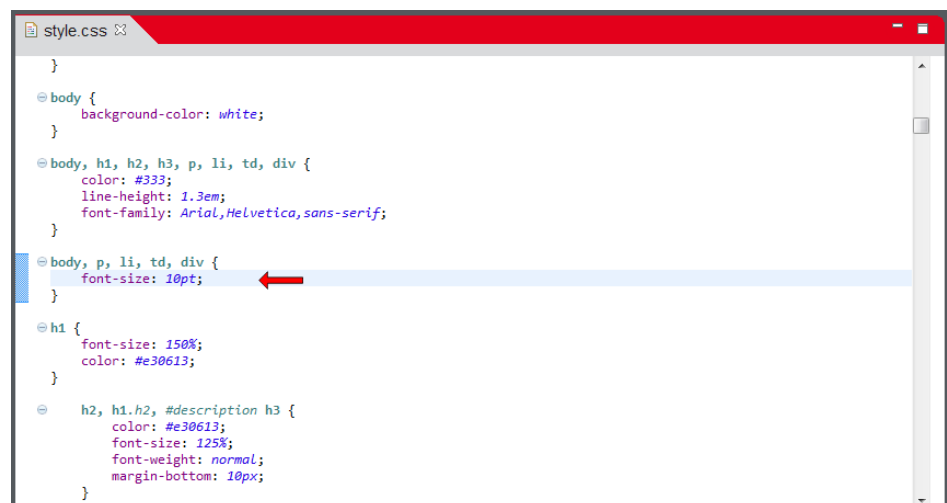 style.css
}
body {
background-color: white;
}
body, h1, h2, h3, p, li, td, div {
color: #333;
line-height: 1.3em;
font-family: Arial,Helvetica,sans-serif;
}
body, p, li, td, div {
font-size: 10pt;
}
h1 {
font-size: 150%;
color: #e30613;
}
h2, h1.h2, #description h3 {
color: #e30613;
font-size: 125%;
font-weight: normal;
margin-bottom: 10px;
}